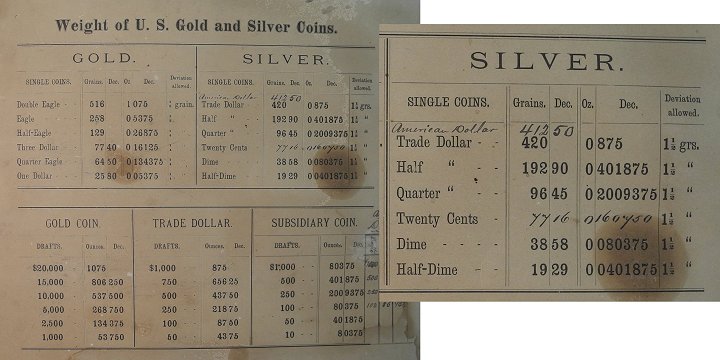 Weight of U. S. Gold and Silver Coins.
GOLD.
SINGLE COINS. Grains. Dec. Oz Dec. Deviation allowed.
Double Eagle 516 1 075 grain.
Eagle 258 0 5375
Half-Eagle 129 0 26875
Three Dollar 77 40 0 16125
Quarter Eagle 64 50 0 134375
One Dollar 25 80 0 05375
SILVER.
SINGLE COINS. Grains. Dec. Oz. Dec. Deviation allowed.
American Dollar 412 50
Trade Dollar 420 0 875 1½ grs.
Half " 192 90 0 401875 1½ "
Quarter " 96 45 0 2009375 1½ "
Twenty Cents 77 16 0 160750 1½ "
Dime 38 58 0 080375 1½ "
Half-Dime 19 29 0 0401875 1½ "
GOLD COIN.
DRAFTS. Ounces. Dec.
$20.000 1075
15,000 806 250
10,000 537 500
5,000 268 750
2,500 134 375
1,000 53 750
TRADE DOLLAR.
DRAFTS. Ounces. Dec.
$1,000 875
750 656 25
500 437 50
250 218 75
100 87 50
50 43 75
SUBSIDIARY COIN.
DRAFTS. Ounces. Dec.
$1.000 803 75
500 401 875
250 200 9375
100 80 375
50 40 1875
10 8 0375
SILVER.
SINGLE COINS. Grains. Dec. Oz. Dec. Deviation allowed.
American Dollar 412 50
Trade Dollar 420 0 875 1½ grs.
Half " 192 90 0 401875 1½ "
Quarter " 96 45 0 2009375 1½ "
Twenty Cents 77 16 0 160750 1½ "
Dime 38 58 0 080375 1½ "
Half-Dime 19 29 0 0401875 1½ "